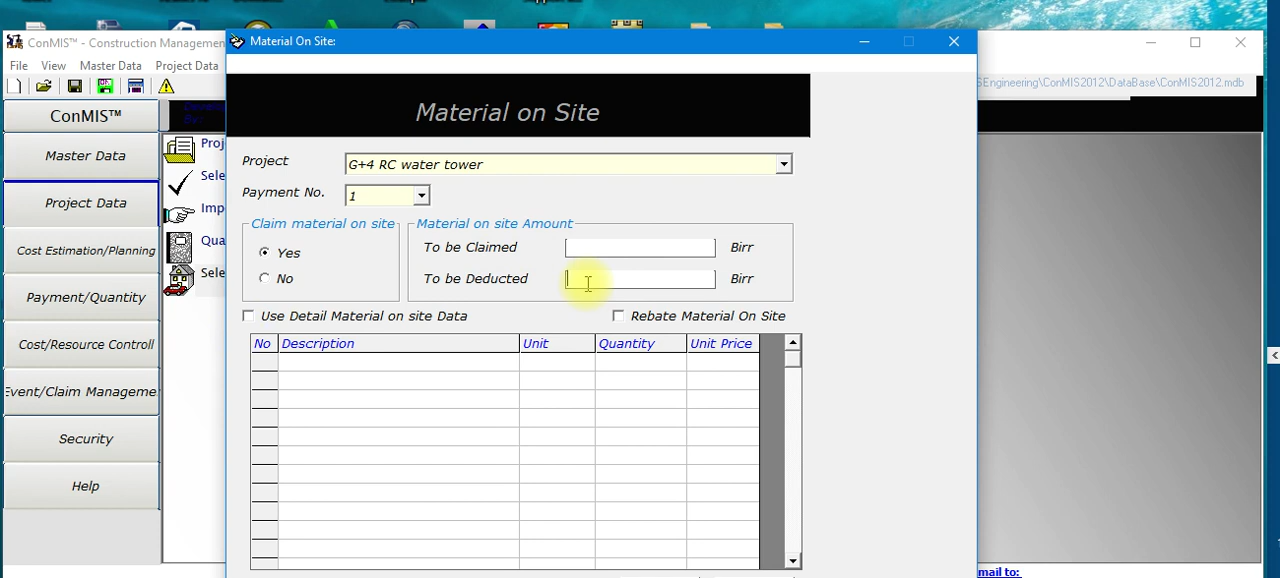 ConMIS™ - Construction Managemen
Material On Site:
File View Master Data Project Data
SEngineering\ConMIS2012\DataBase\ConMIS2012.mdb
ConMIS™
By:
Material on Site
Master Data
Proj
Project
G+4 RC water tower
Sele
Payment No.
1
Project Data
Imp
Claim material on site
Material on site Amount
Qua
To be Claimed
Birr
Cost Estimation/Planning
Yes
Sele
No
To be Deducted
Birr
Payment/Quantity
Use Detail Material on site Data
Rebate Material On Site
Cost/Resource Controll
No Description Unit Quantity Unit Price
Event/Claim Manageme
Security
Help
mail to: